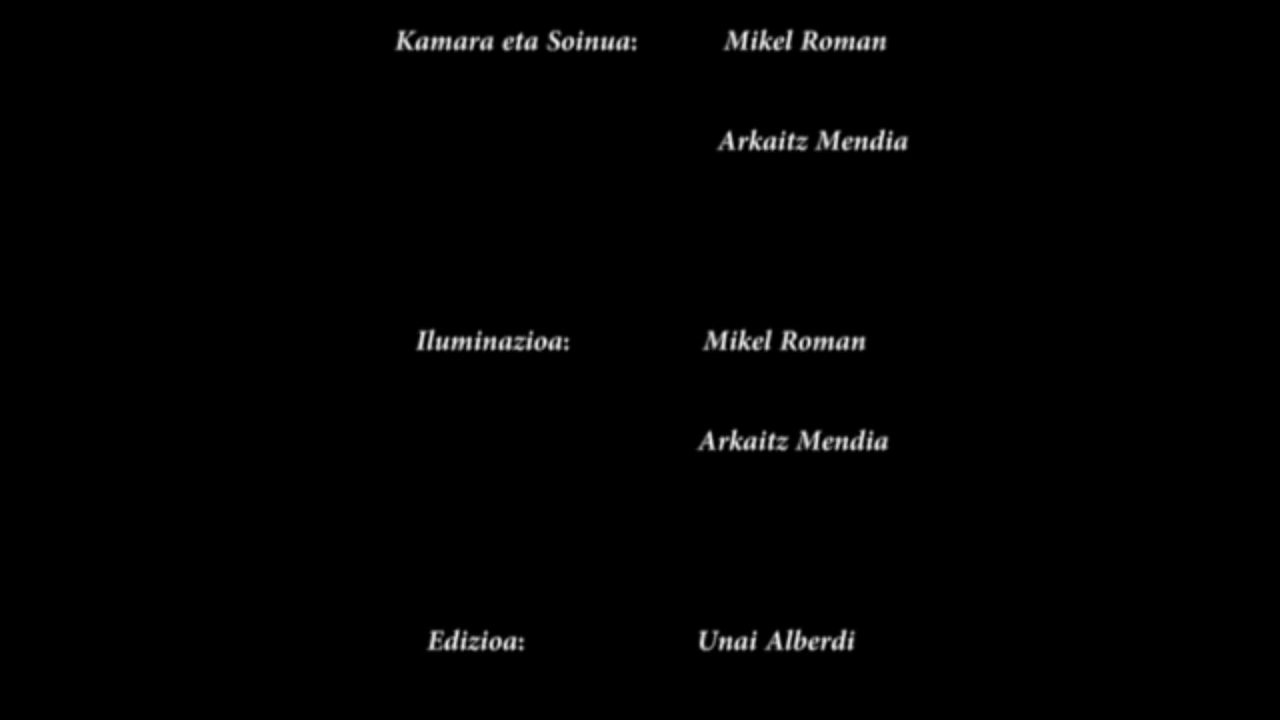 Kamara eta Soinua: Mikel Roman
Arkaitz Mendia
Iluminazioa: Mikel Roman
Arkaitz Mendia
Edizioa: Unai Alberdi